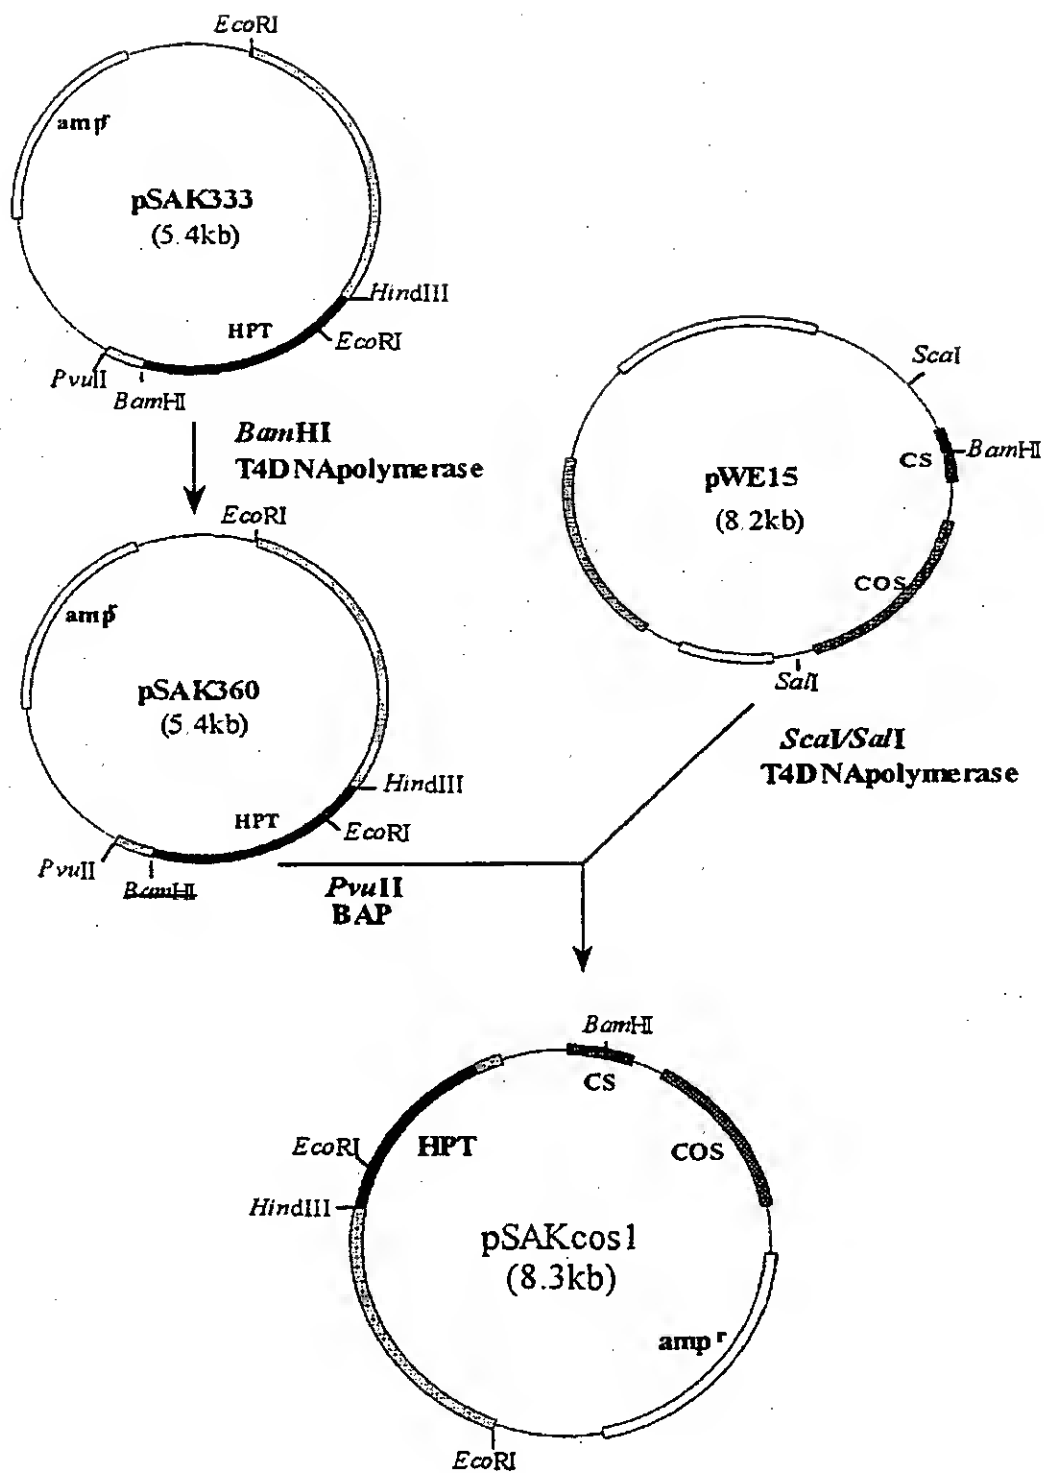 EcoRI
ampr
pSAK333
(5.4kb)
HindIII
HPT
EcoRI
PvuII
BamHI
BamHI
T4DNApolymerase
ScaI
BamHI
CS
pWE15
(8.2kb)
COS
SalI
EcoRI
ampr
pSAK360
(5.4kb)
HindIII
HPT
EcoRI
PvuII
BamHI
ScaI/SalI
T4DNApolymerase
PvuII
BAP
BamHI
CS
HPT
COS
EcoRI
HindIII
pSAKcos1
(8.3kb)
amp r
EcoRI